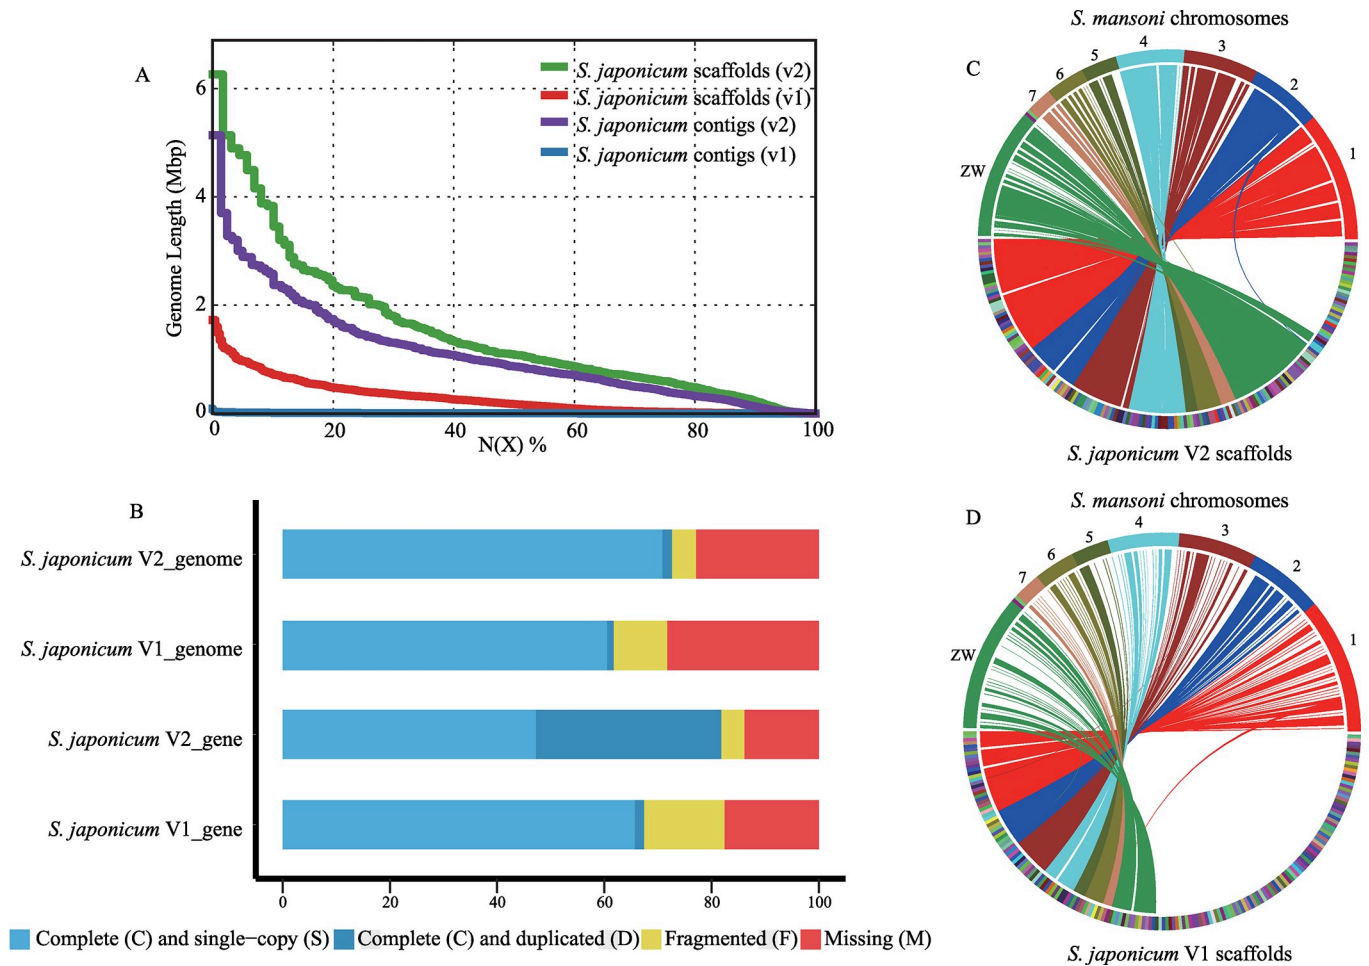 A
Genome Length (Mbp)
6
4
2
0
S. japonicum scaffolds (v2)
S. japonicum scaffolds (v1)
S. japonicum contigs (v2)
S. japonicum contigs (v1)
0 20 40 60 80 100
N(X) %
B
S. japonicum V2_genome
S. japonicum V1_genome
S. japonicum V2_gene
S. japonicum V1_gene
0 20 40 60 80 100
Complete (C) and single−copy (S) Complete (C) and duplicated (D) Fragmented (F) Missing (M)
S. mansoni chromosomes
C
ZW 7 6 5 4 3 2 1
S. japonicum V2 scaffolds
S. mansoni chromosomes
D
ZW 7 6 5 4 3 2 1
S. japonicum V1 scaffolds